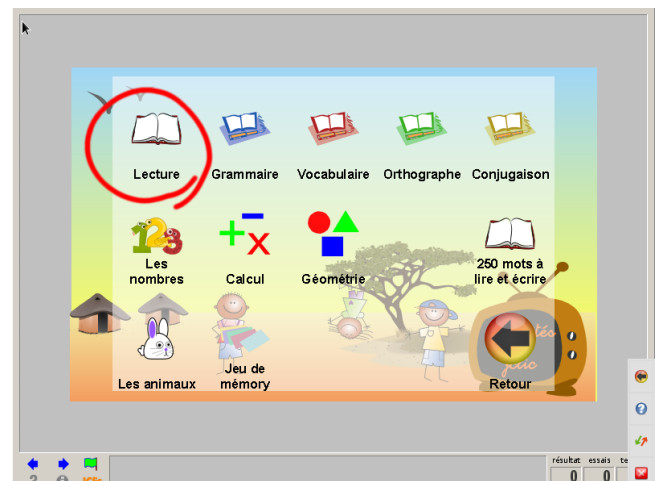 Lecture
Grammaire
Vocabulaire
Orthographe
Conjugaison
123
Les
nombres
+-x
Calcul
Géométrie
250 mots à
lire et écrire
Les animaux
Jeu de
mémory
Retour
résultat essais
0 0